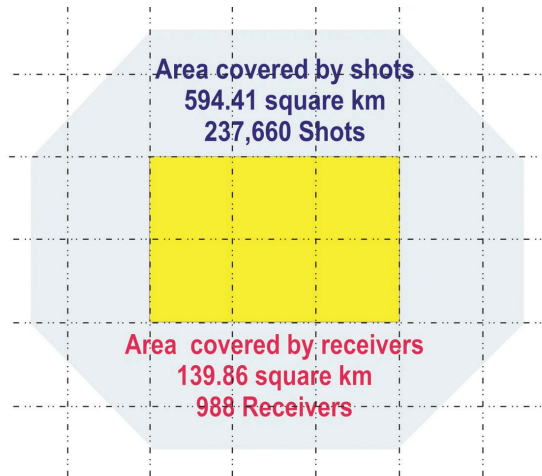 Area covered by shots
594.41 square km
237,660 Shots
Area covered by receivers
139.86 square km
988 Receivers